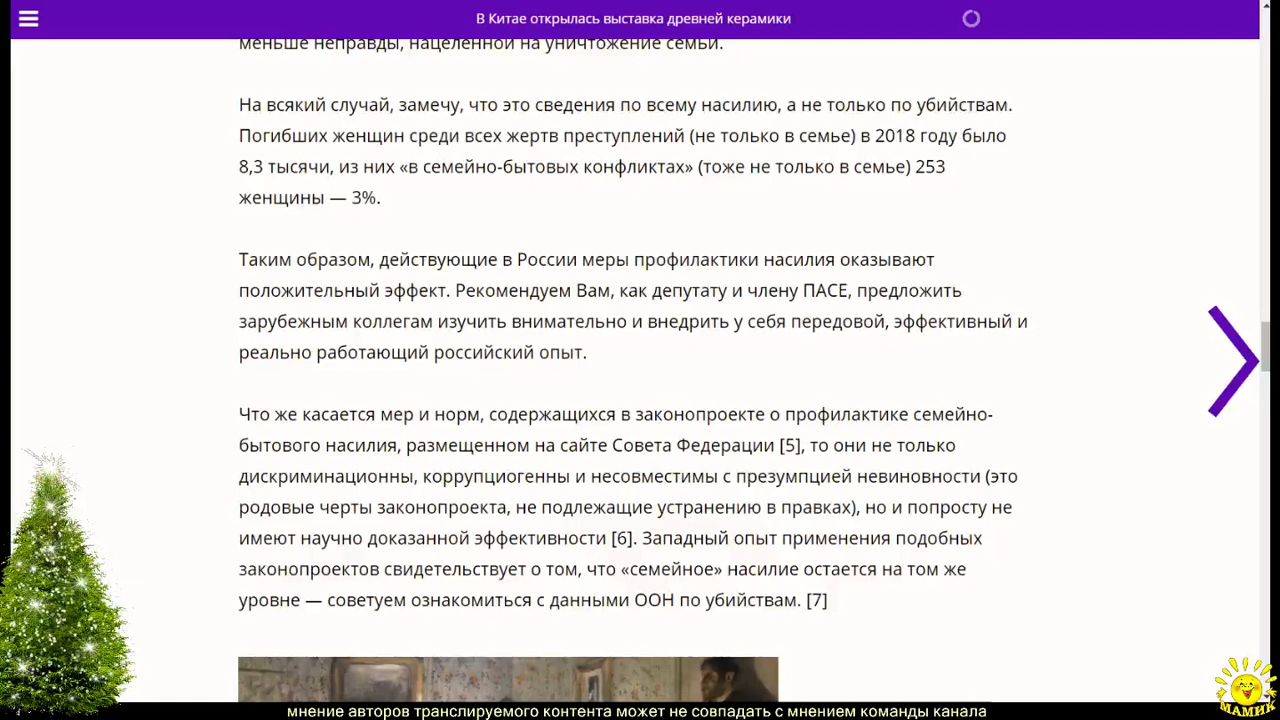 В Китае открылась выставка древней керамики
меньше неправды, нацеленной на уничтожение семьи.
На всякий случай, замечу, что это сведения по всему насилию, а не только по убийствам.
Погибших женщин среди всех жертв преступлений (не только в семье) в 2018 году было
8,3 тысячи, из них «в семейно-бытовых конфликтах» (тоже не только в семье) 253
женщины — 3%.
Таким образом, действующие в России меры профилактики насилия оказывают
положительный эффект. Рекомендуем Вам, как депутату и члену ПАСЕ, предложить
зарубежным коллегам изучить внимательно и внедрить у себя передовой, эффективный и
реально работающий российский опыт.
Что же касается мер и норм, содержащихся в законопроекте о профилактике семейно-
бытового насилия, размещенном на сайте Совета Федерации [5], то они не только
дискриминационны, коррупциогенны и несовместимы с презумпцией невиновности (это
родовые черты законопроекта, не подлежащие устранению в правках), но и попросту не
имеют научно доказанной эффективности [6]. Западный опыт применения подобных
законопроектов свидетельствует о том, что «семейное» насилие остается на том же
уровне — советуем ознакомиться с данными ООН по убийствам. [7]
МАМИК
мнение авторов транслируемого контента может не совпадать с мнением команды канала